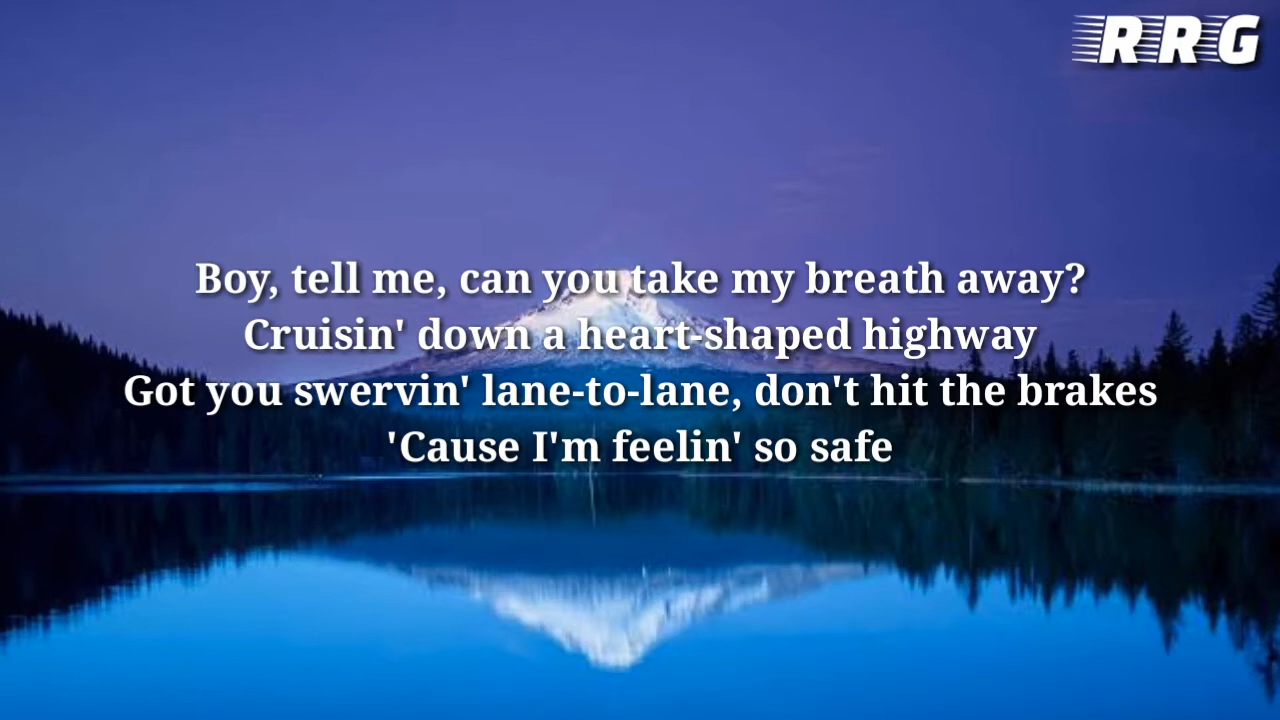 RRG
Boy, tell me, can you take my breath away?
Cruisin' down a heart-shaped highway
Got you swervin' lane-to-lane, don't hit the brakes
'Cause I'm feelin' so safe